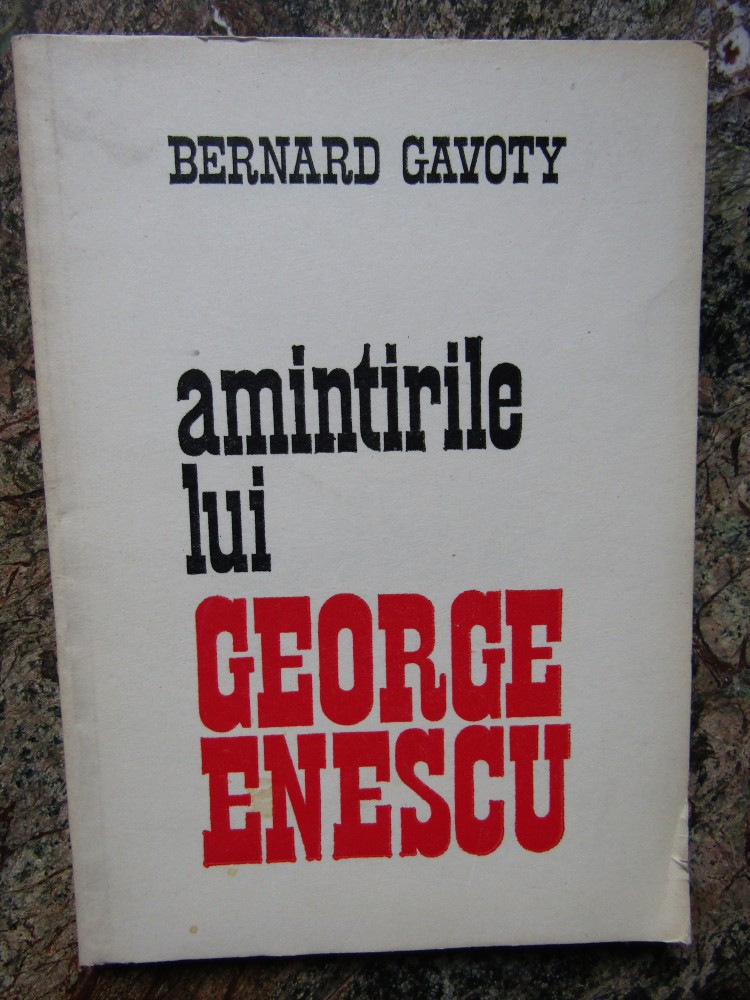 BERNARD GAVOTY
amintirile
lui
GEORGE
ENESCU